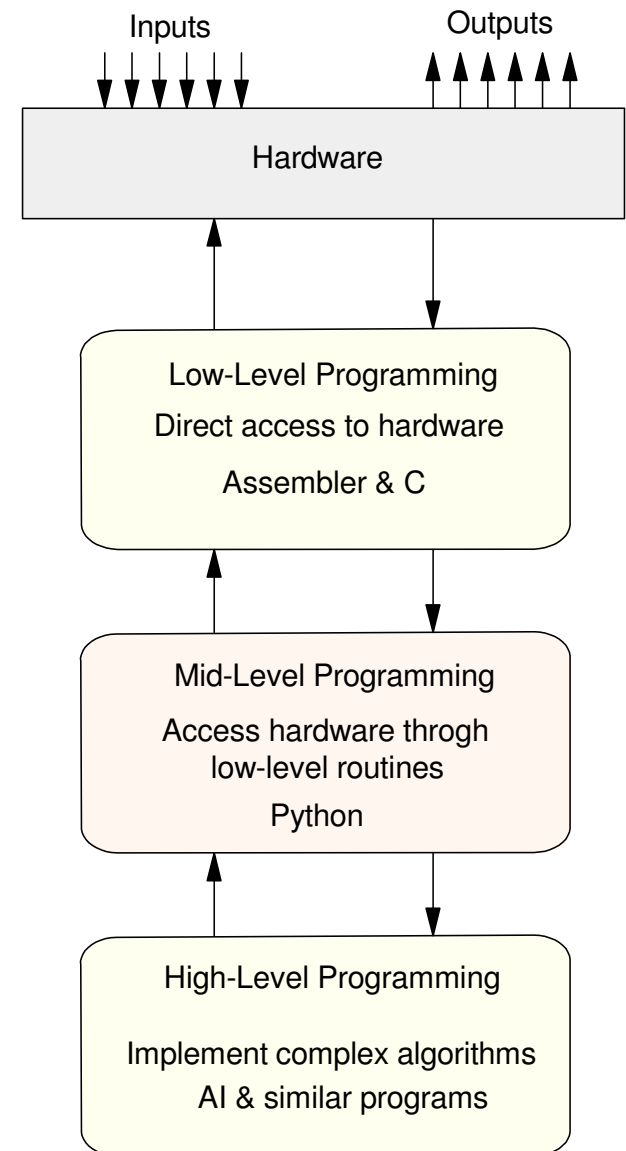 Inputs
Outputs
Hardware
Low-Level Programming
Direct access to hardware
Assembler & C
Mid-Level Programming
Access hardware throgh
low-level routines
Python
High-Level Programming
Implement complex algorithms
AI & similar programs